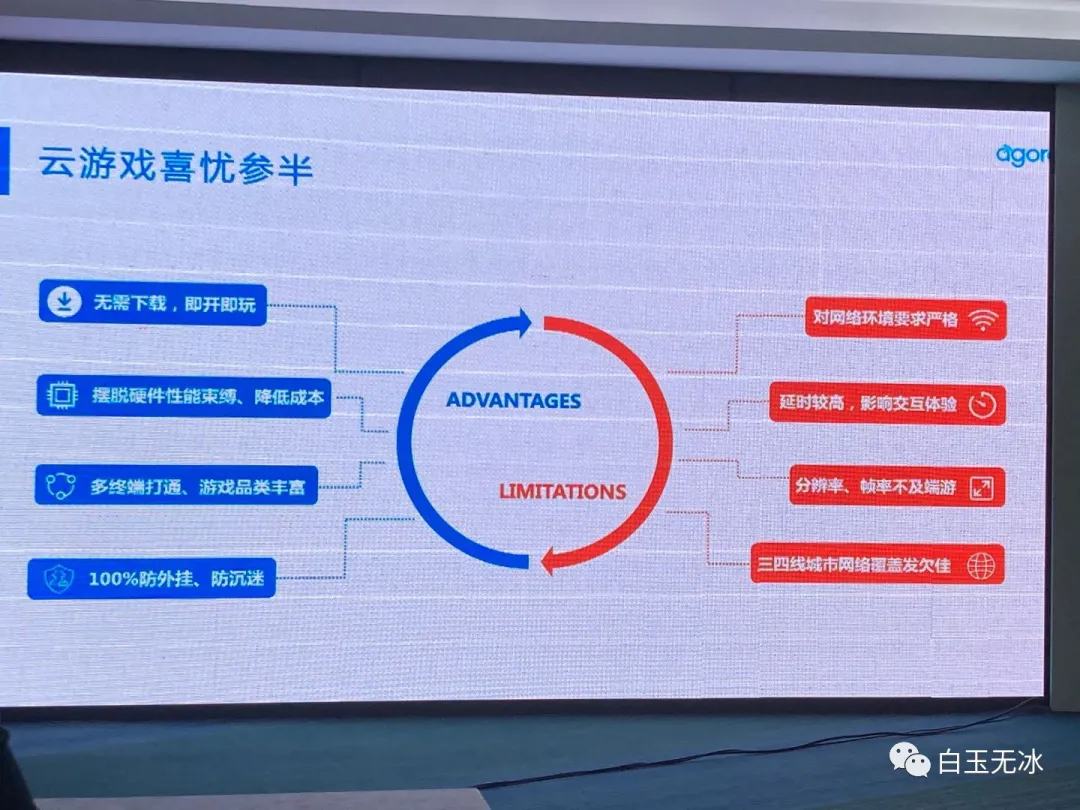 云游戏喜忧参半
agor
无需下载，即开即玩
摆脱硬件性能束缚、降低成本
多终端打通、游戏品类丰富
100%防外挂、防沉迷
ADVANTAGES
LIMITATIONS
对网络环境要求严格
延时较高，影响交互体验
分辨率、帧率不及端游
三四线城市网络覆盖发欠佳
白玉无冰